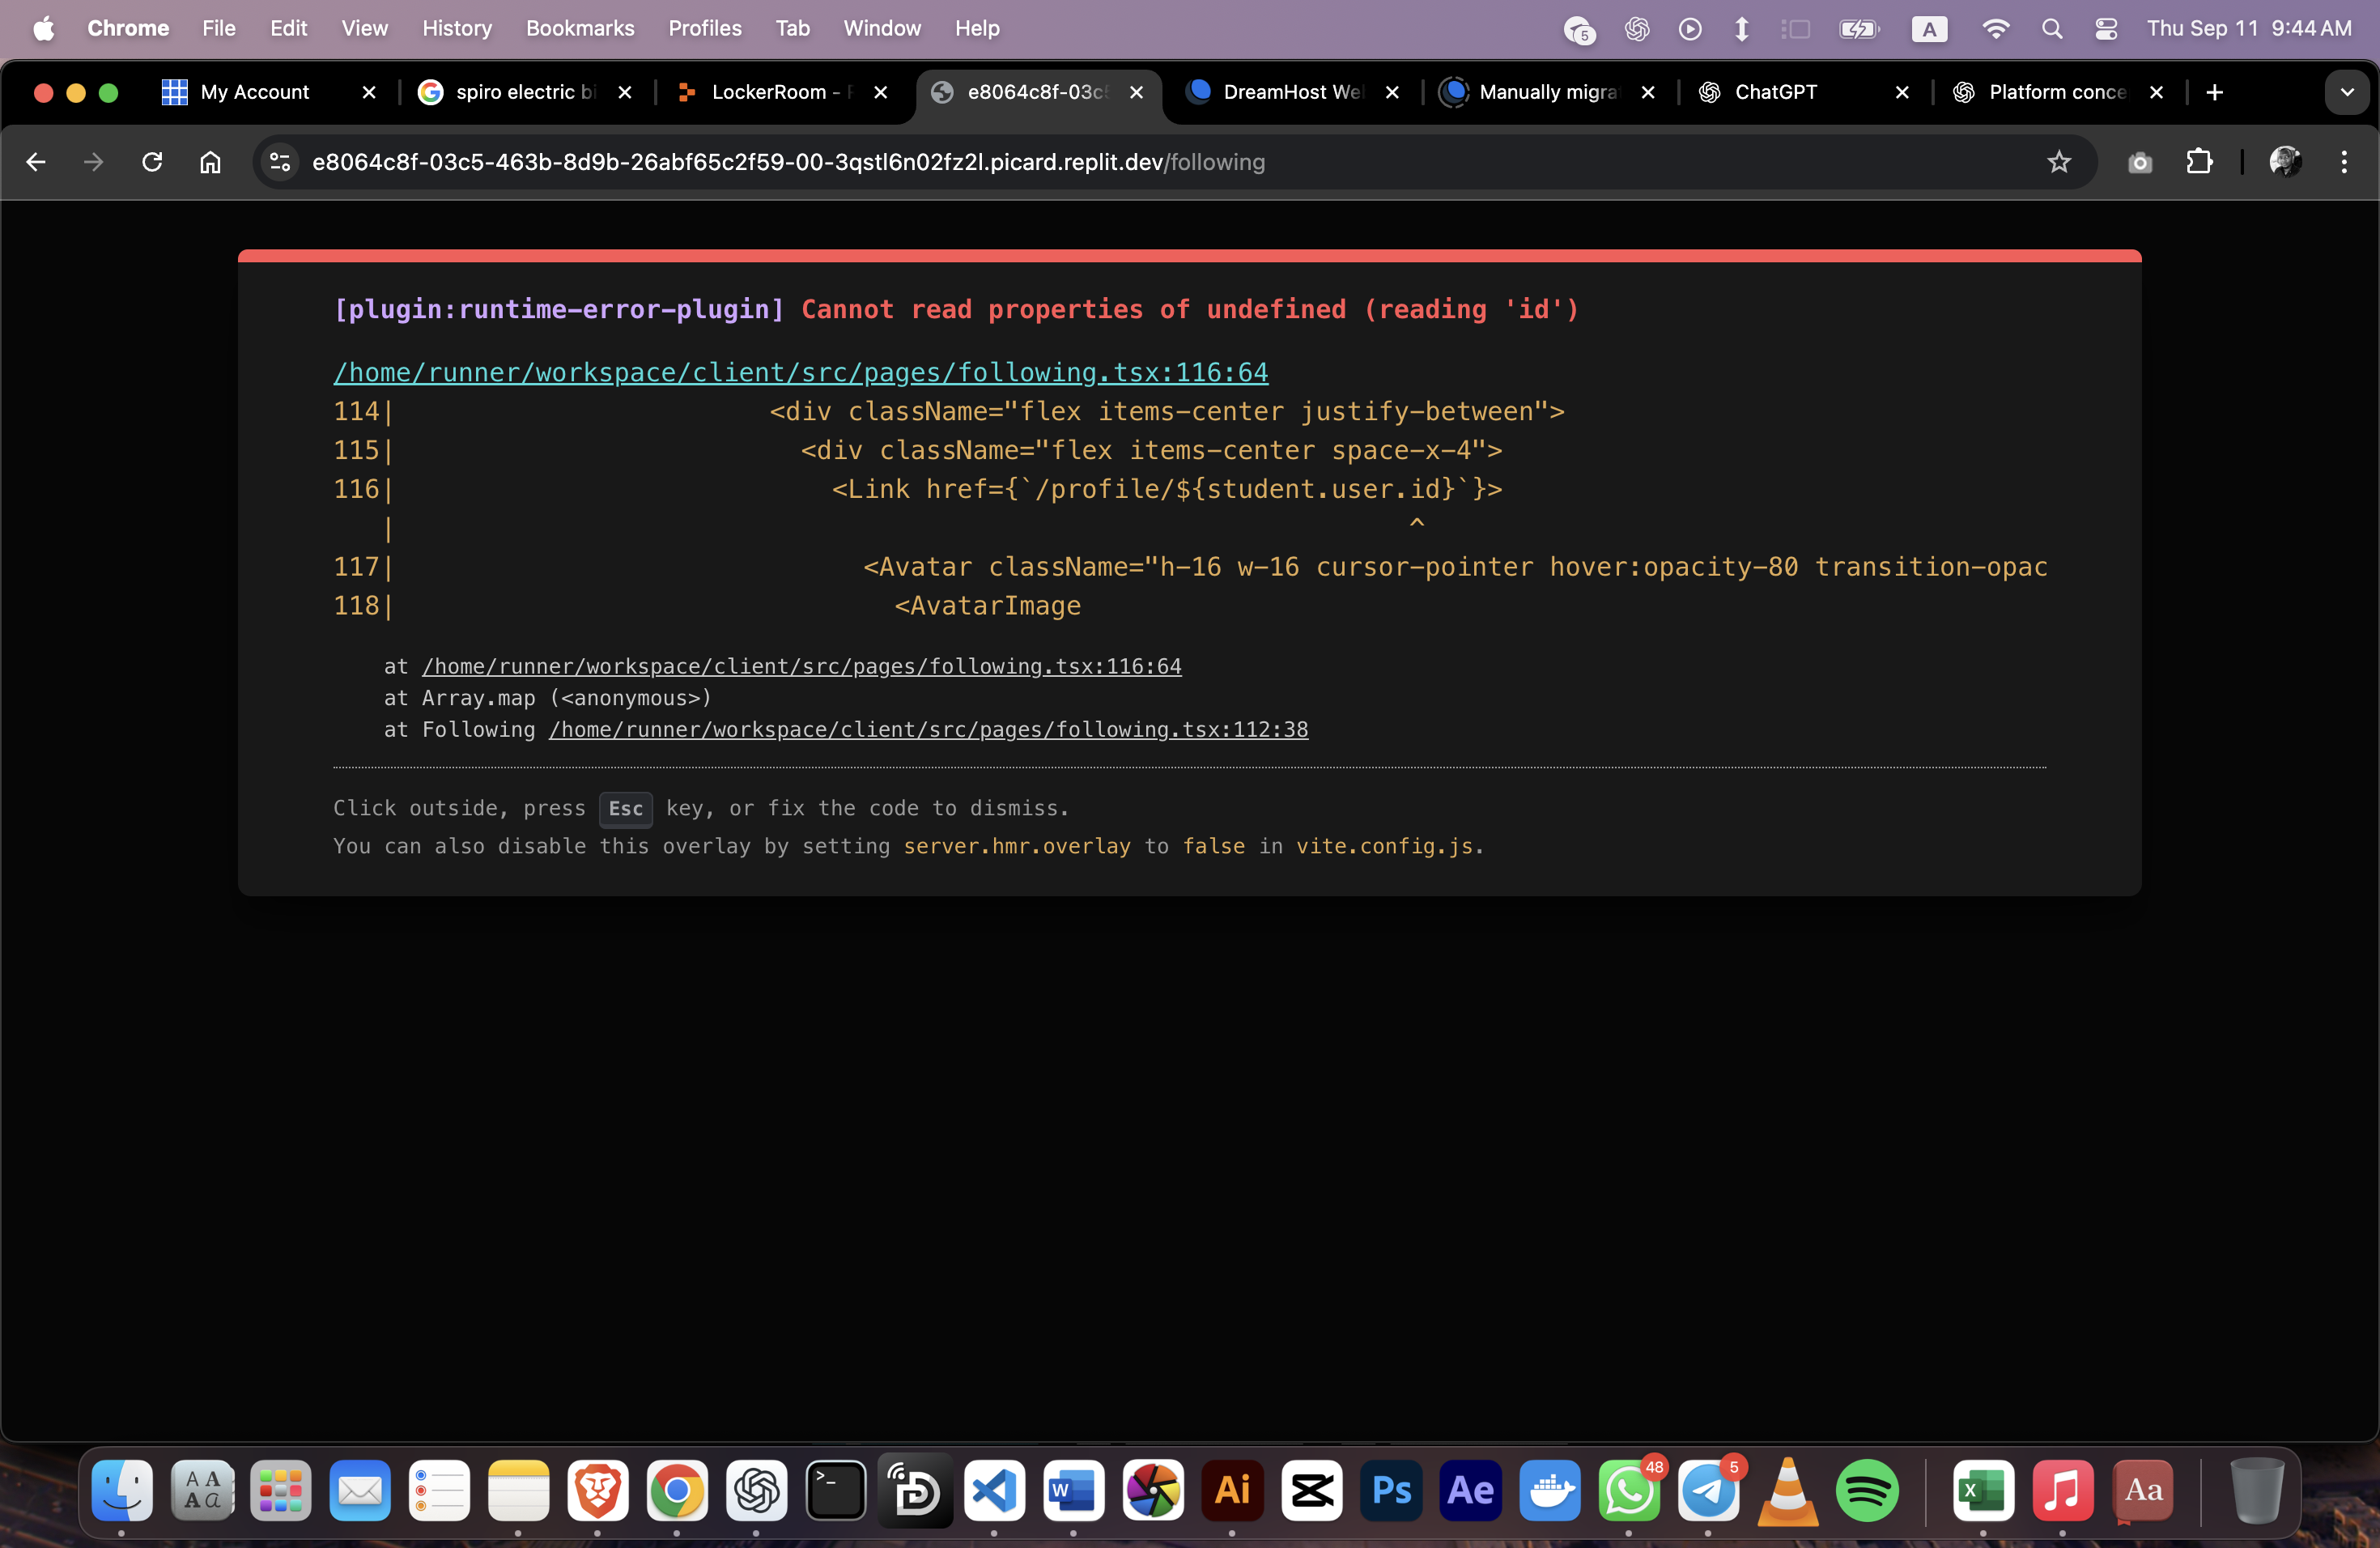 Chrome File Edit View History Bookmarks Profiles Tab Window Help 5 A Thu Sep 11 9:44 AM
My Account spiro electric bi LockerRoom - e8064c8f-03c5 DreamHost We Manually migra ChatGPT Platform conce
e8064c8f-03c5-463b-8d9b-26abf65c2f59-00-3qstl6n02fz2l.picard.replit.dev/following
[plugin:runtime-error-plugin] Cannot read properties of undefined (reading 'id')
/home/runner/workspace/client/src/pages/following.tsx:116:64
114| <div className="flex items-center justify-between">
115| <div className="flex items-center space-x-4">
116| <Link href={`/profile/${student.user.id}`}>
| ^
117| <Avatar className="h-16 w-16 cursor-pointer hover:opacity-80 transition-opac
118| <AvatarImage
at /home/runner/workspace/client/src/pages/following.tsx:116:64
at Array.map (<anonymous>)
at Following /home/runner/workspace/client/src/pages/following.tsx:112:38
Click outside, press Esc key, or fix the code to dismiss.
You can also disable this overlay by setting server.hmr.overlay to false in vite.config.js.
A A A a >_ W Ai Ps Ae 48 5 X Aa